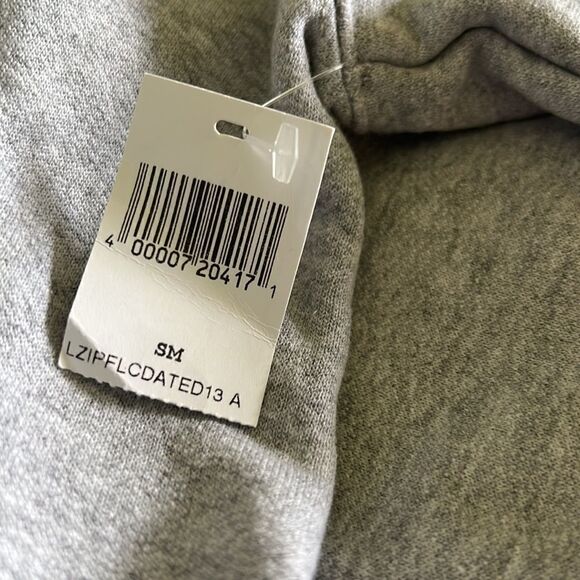 4 00007 20417 1
SM
LZIPFLCDATED13 A